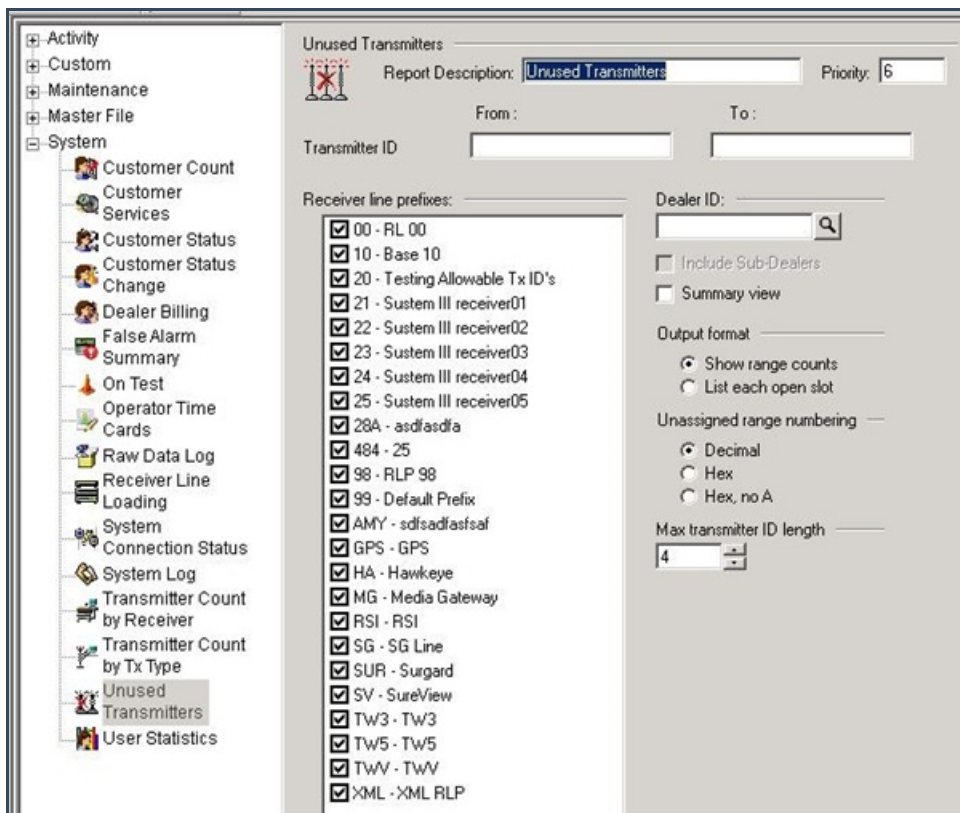 Activity
Custom
Maintenance
Master File
System
Customer Count
Customer
Services
Customer Status
Customer Status
Change
Dealer Billing
False Alarm
Summary
On Test
Operator Time
Cards
Raw Data Log
Receiver Line
Loading
System
Connection Status
System Log
Transmitter Count
by Receiver
Transmitter Count
by Tx Type
Unused
Transmitters
User Statistics
Unused Transmitters
Report Description: Unused Transmitters Priority: 6
From : To :
Transmitter ID
Receiver line prefixes:
00 - RL 00
10 - Base 10
20 - Testing Allowable Tx ID's
21 - Sustem III receiver01
22 - Sustem III receiver02
23 - Sustem III receiver03
24 - Sustem III receiver04
25 - Sustem III receiver05
28A - asdfasdfa
484 - 25
98 - RLP 98
99 - Default Prefix
AMY - sdfsadfasfsaf
GPS - GPS
HA - Hawkeye
MG - Media Gateway
RSI - RSI
SG - SG Line
SUR - Surgard
SV - SureView
TW3 - TW3
TW5 - TW5
TWV - TWV
XML - XML RLP
Dealer ID:
Include Sub-Dealers
Summary view
Output format
Show range counts
List each open slot
Unassigned range numbering
Decimal
Hex
Hex, no A
Max transmitter ID length
4